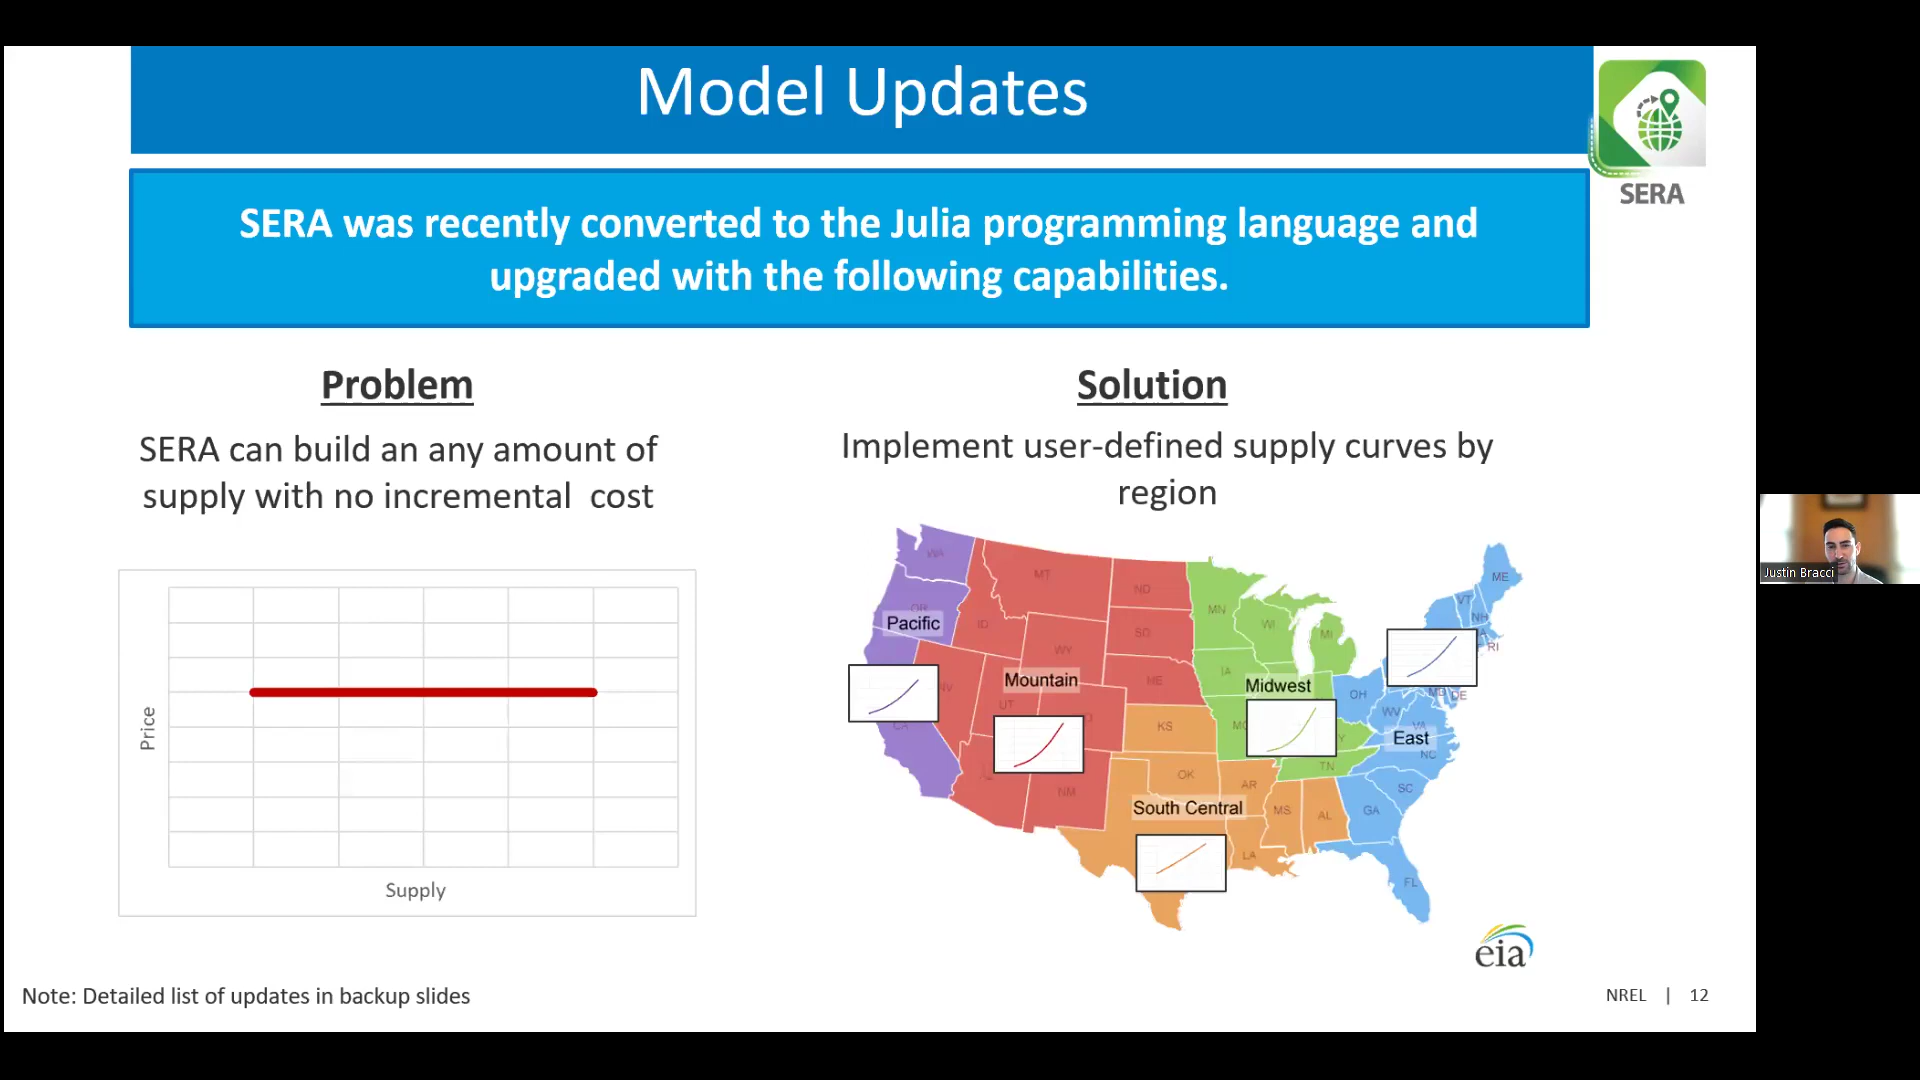 Model Updates
SERA
SERA was recently converted to the Julia programming language and
upgraded with the following capabilities.
Problem
SERA can build an any amount of
supply with no incremental cost
Price
Supply
Solution
Implement user-defined supply curves by
region
WA
MT
ND
MN
ME
VT
NH
OR
Pacific
ID
SD
WI
MI
RI
WY
Mountain
NE
IA
Midwest
NV
UT
OH
MD
DE
CA
KS
WV
VA
East
NC
OK
AR
TN
SC
NM
South Central
MS
AL
GA
LA
FL
eia
Justin Bracci
Note: Detailed list of updates in backup slides
NREL | 12